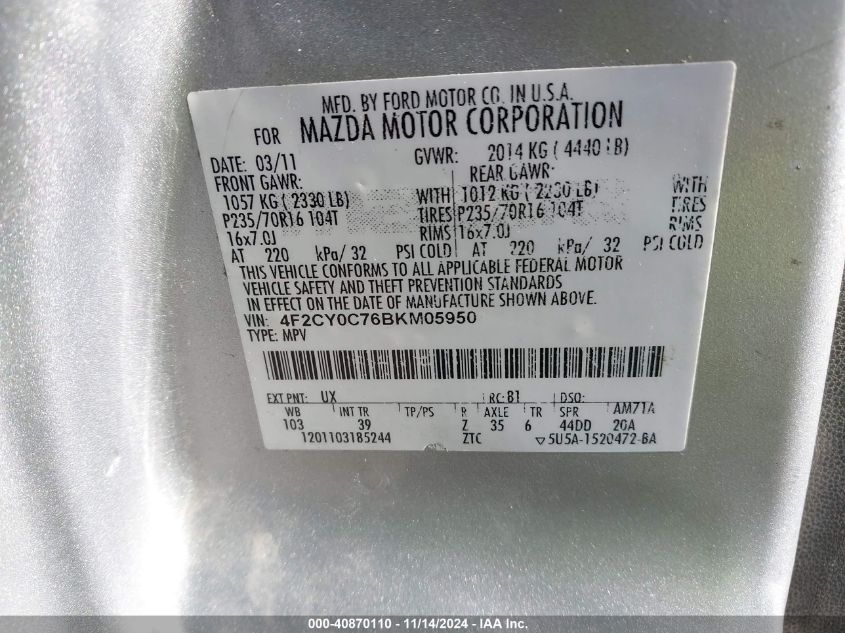 MFD. BY FORD MOTOR CO. IN U.S.A.
FOR MAZDA MOTOR CORPORATION
DATE: 03/11 GVWR: 2014 KG ( 4440 LB)
FRONT GAWR: REAR GAWR:
1057 KG ( 2330 LB) WITH 1012 KG ( 2230 LB) WITH
P235/70R16 104T TIRES P235/70R16 104T TIRES
16x7.0J RIMS 16x7.0J RIMS
AT 220 kPa/ 32 PSI COLD AT 220 kPa/ 32 PSI COLD
THIS VEHICLE CONFORMS TO ALL APPLICABLE FEDERAL MOTOR
VEHICLE SAFETY AND THEFT PREVENTION STANDARDS
IN EFFECT ON THE DATE OF MANUFACTURE SHOWN ABOVE.
VIN: 4F2CY0C76BKM05950
TYPE: MPV
EXT PNT: UX RC: B1 DSO:
WB INT TR TP/PS R AXLE TR SPR AM71A
103 39 Z 35 6 44DD 20A
1201103185244 ZTC ▽5U5A-1520472-BA
000-40870110 - 11/14/2024 - IAA Inc.